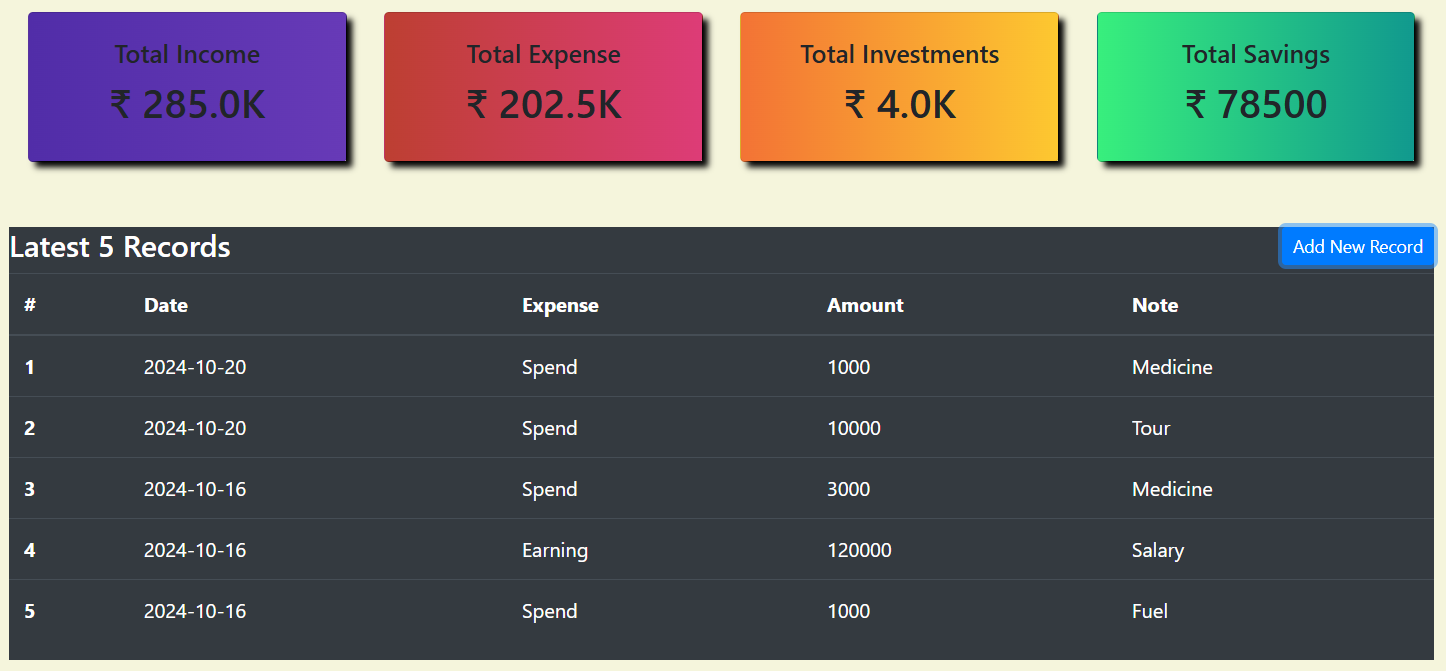 Total Income
₹ 285.0K
Total Expense
₹ 202.5K
Total Investments
₹ 4.0K
Total Savings
₹ 78500
Latest 5 Records
Add New Record
# Date Expense Amount Note
1 2024-10-20 Spend 1000 Medicine
2 2024-10-20 Spend 10000 Tour
3 2024-10-16 Spend 3000 Medicine
4 2024-10-16 Earning 120000 Salary
5 2024-10-16 Spend 1000 Fuel